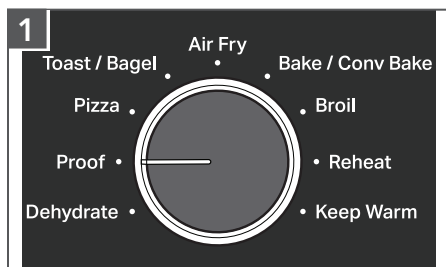 1
Air Fry
Toast / Bagel
Bake / Conv Bake
Pizza
Broil
Proof
Reheat
Dehydrate
Keep Warm